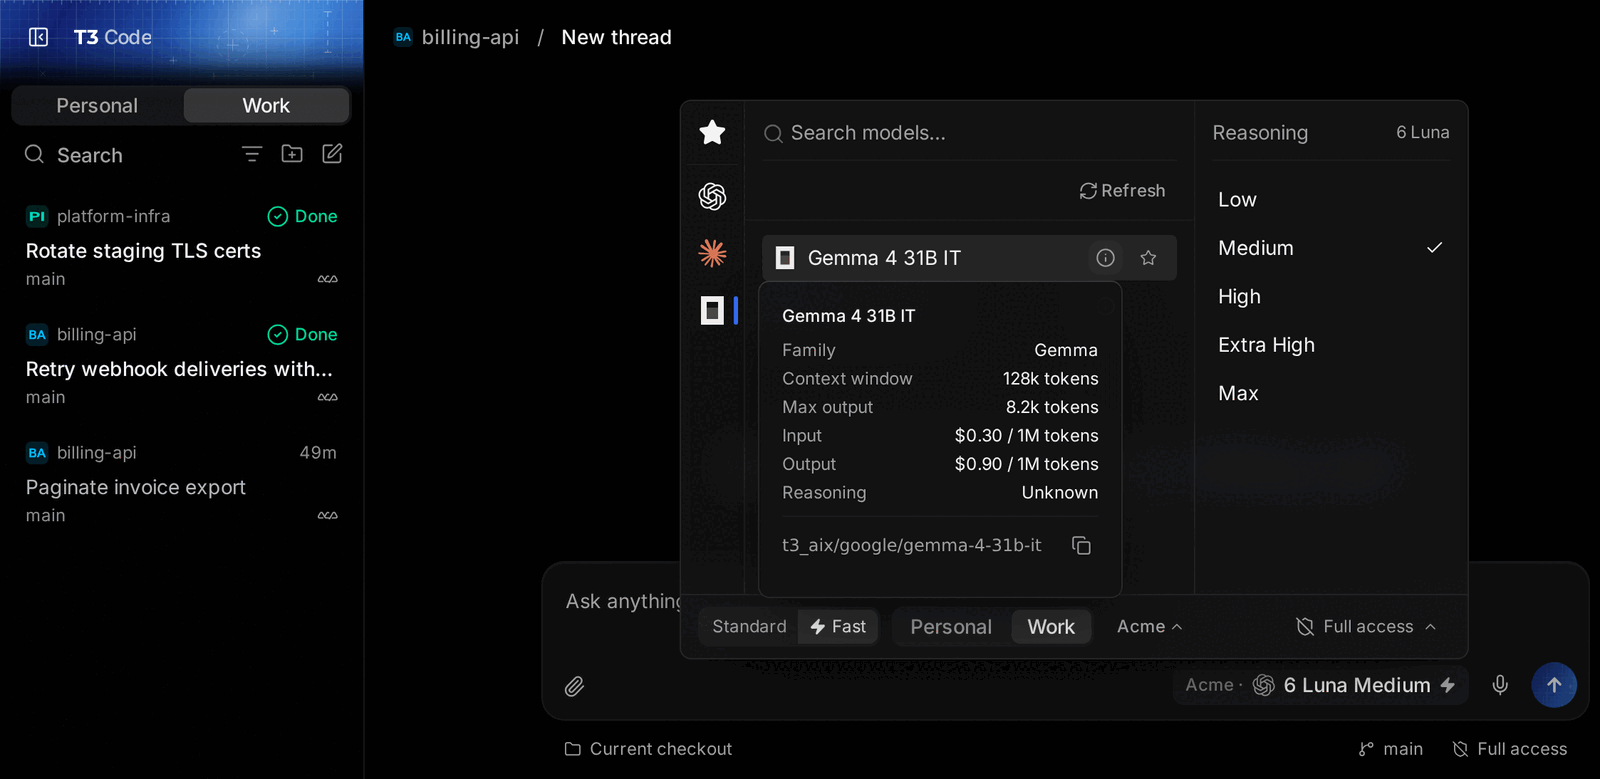 T3 Code
Personal
Work
Search
PI platform-infra
Done
Rotate staging TLS certs
main
BA billing-api
Done
Retry webhook deliveries with...
main
BA billing-api
49m
Paginate invoice export
main
BA billing-api / New thread
Search models...
Refresh
Gemma 4 31B IT
Gemma 4 31B IT
Family Gemma
Context window 128k tokens
Max output 8.2k tokens
Input $0.30 / 1M tokens
Output $0.90 / 1M tokens
Reasoning Unknown
t3_aix/google/gemma-4-31b-it
Reasoning 6 Luna
Low
Medium
High
Extra High
Max
Ask anything
Standard Fast Personal Work Acme Full access
Acme · 6 Luna Medium
Current checkout
main
Full access